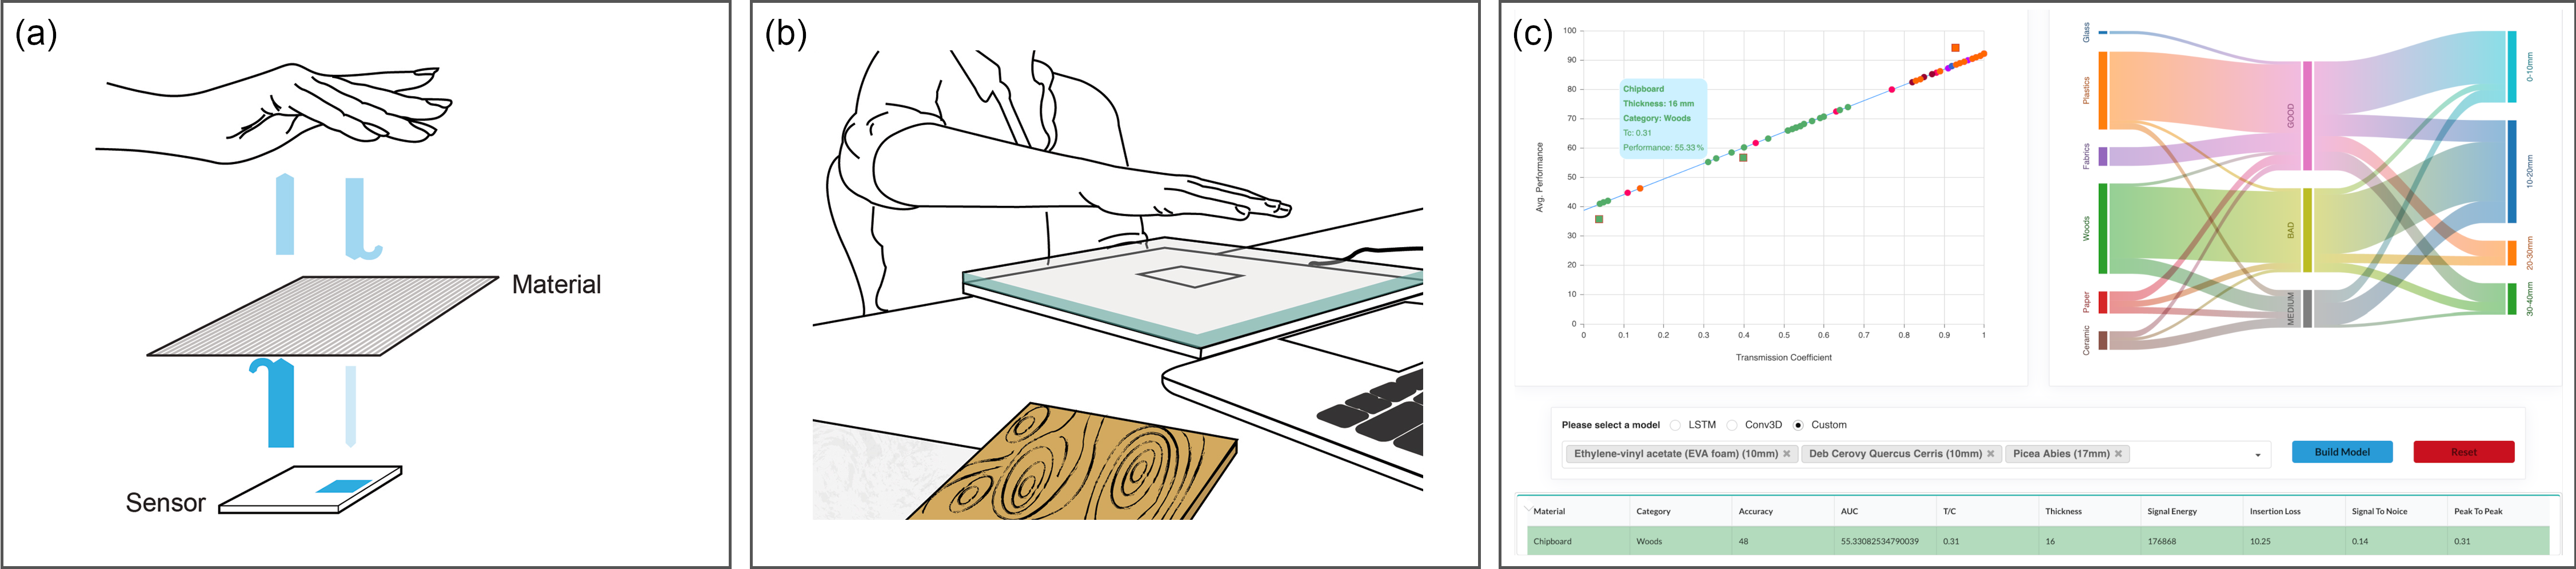 (a)
Material
Sensor
(b)
(c)
100
90
80
70
60
50
40
30
20
10
0
Avg. Performance
0 0.1 0.2 0.3 0.4 0.5 0.6 0.7 0.8 0.9 1
Transmission Coefficient
Chipboard
Thickness: 16 mm
Category: Woods
Tc: 0.31
Performance: 55.33%
Glass
Plastics
Fabrics
Woods
Paper
Ceramic
GOOD
BAD
MEDIUM
0-10mm
10-20mm
20-30mm
30-40mm
Please select a model LSTM Conv3D Custom
Ethylene-vinyl acetate (EVA foam) (10mm) Deb Cerovy Quercus Cerris (10mm) Picea Abies (17mm)
Build Model Reset
Material Category Accuracy AUC T/C Thickness Signal Energy Insertion Loss Signal To Noice Peak To Peak
Chipboard Woods 48 55.33082534790039 0.31 16 176868 10.25 0.14 0.31